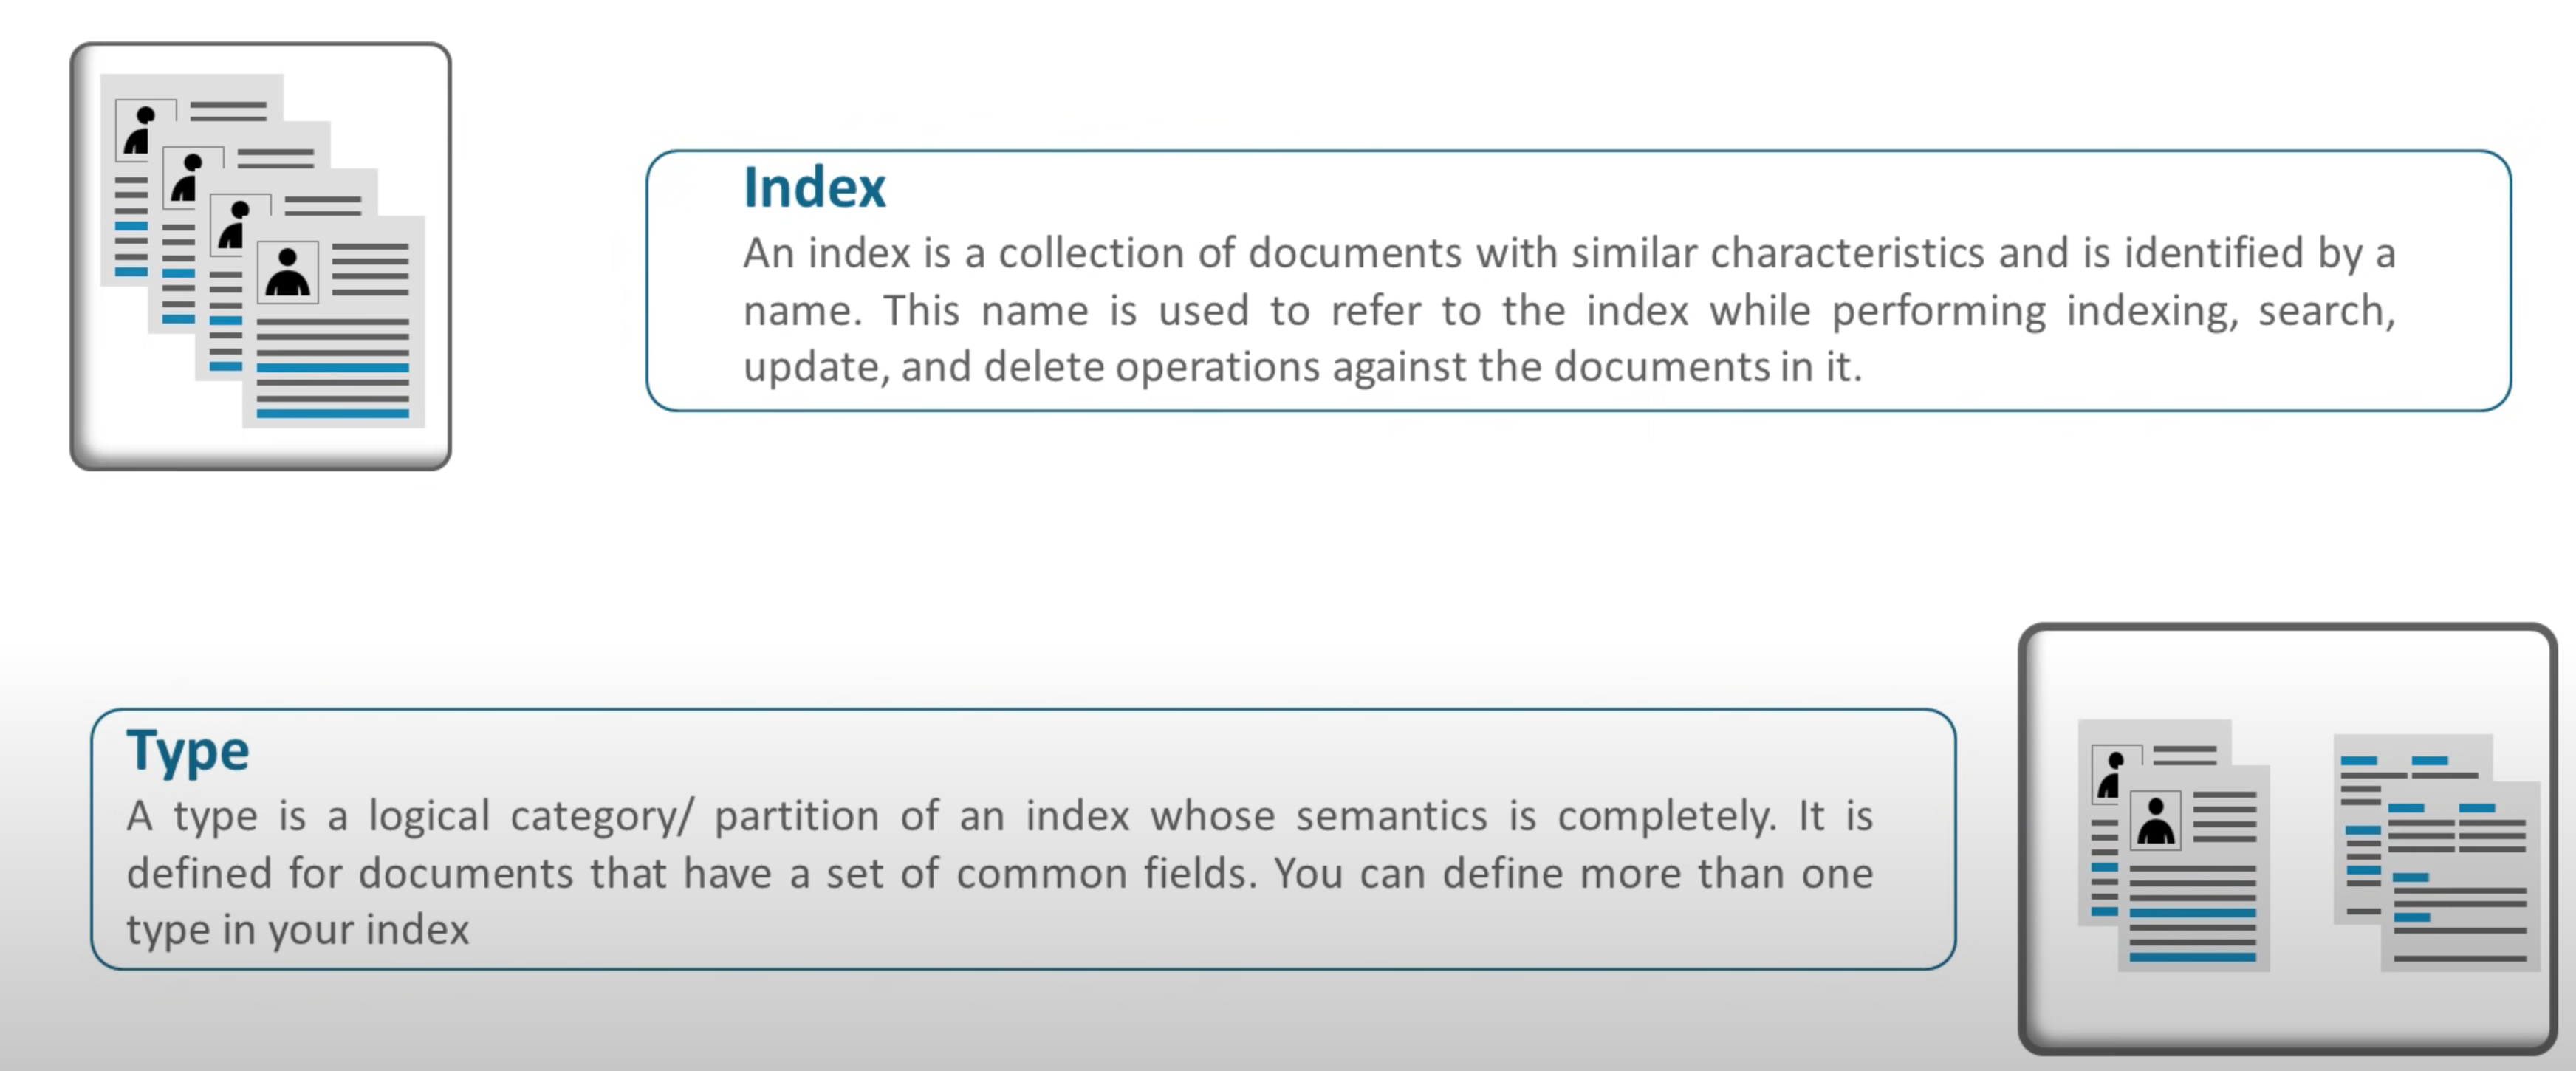 Index
An index is a collection of documents with similar characteristics and is identified by a
name. This name is used to refer to the index while performing indexing, search,
update, and delete operations against the documents in it.
Type
A type is a logical category/ partition of an index whose semantics is completely. It is
defined for documents that have a set of common fields. You can define more than one
type in your index